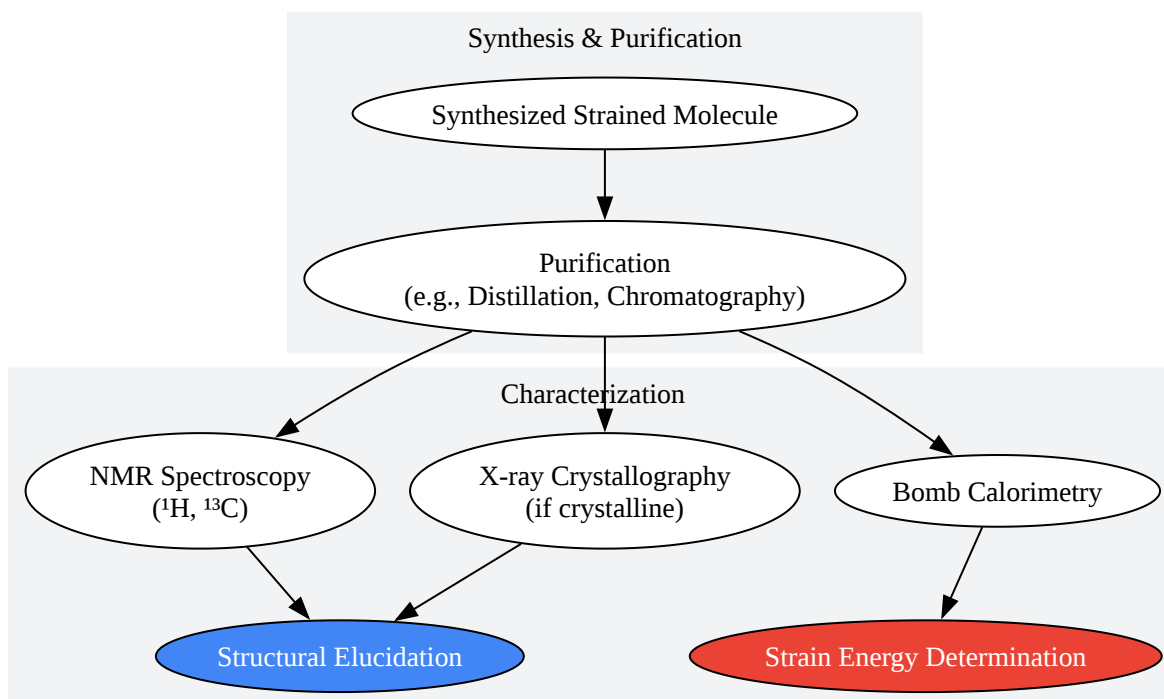 Synthesis & Purification
Synthesized Strained Molecule
Purification
(e.g., Distillation, Chromatography)
Characterization
NMR Spectroscopy
(¹H, ¹³C)
X-ray Crystallography
(if crystalline)
Bomb Calorimetry
Structural Elucidation
Strain Energy Determination